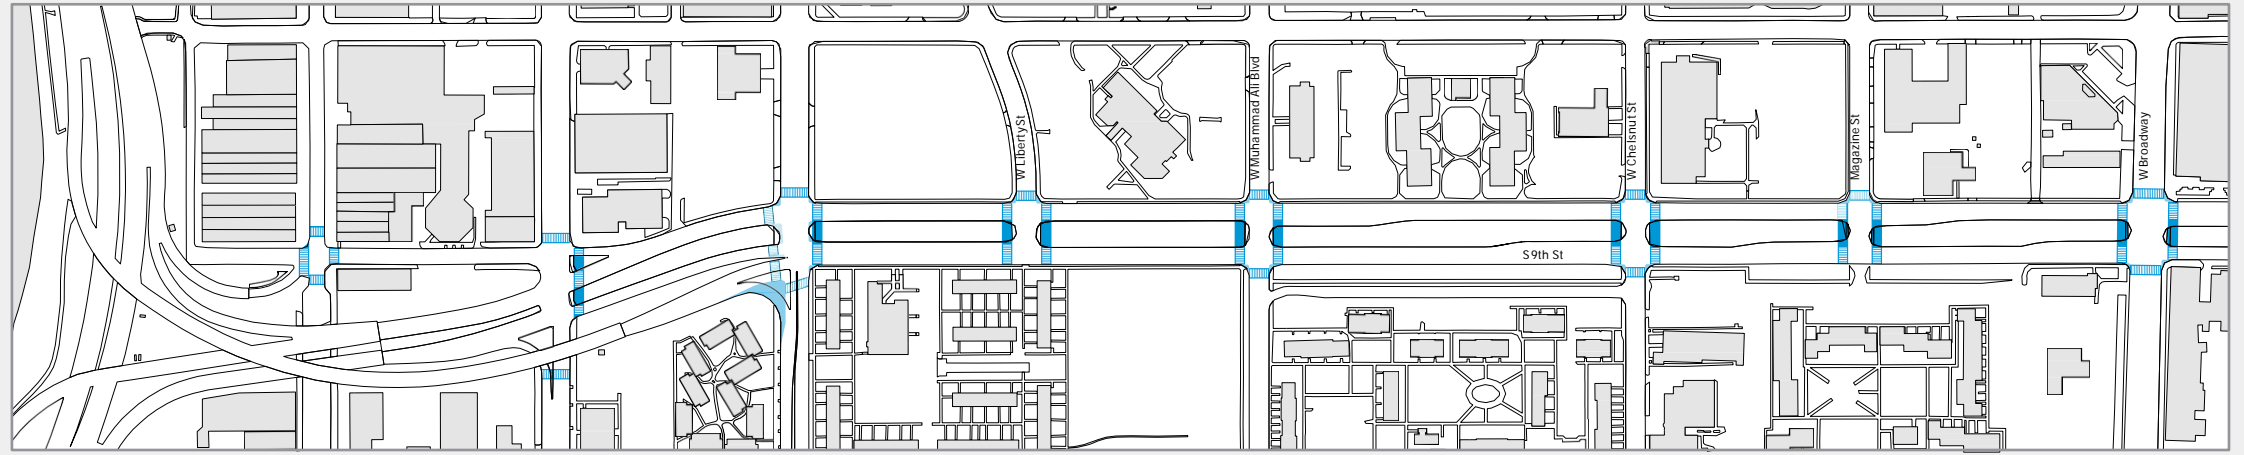 W Liberty St
W Muhammad Ali Blvd
W Chelsnut St
Magazine St
W Broadway
S 9th St